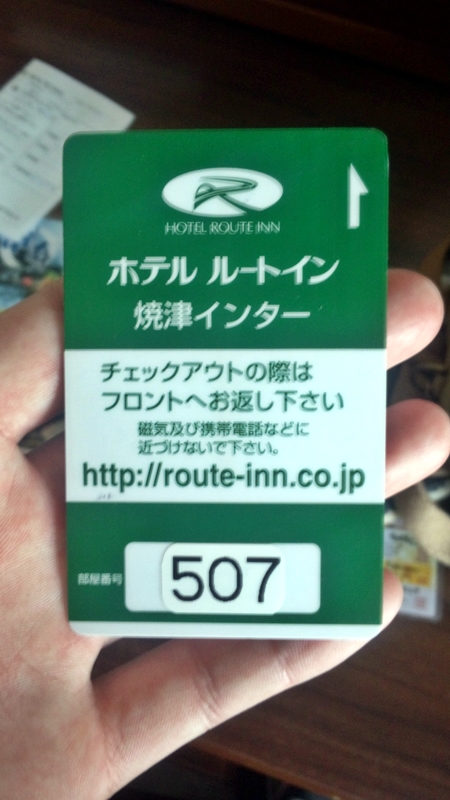 HOTEL ROUTE INN
ホテル ルートイン
焼津インター
チェックアウトの際は
フロントへお返し下さい
磁気及び携帯電話などに
近づけないで下さい。
http://route-inn.co.jp
部屋番号
507